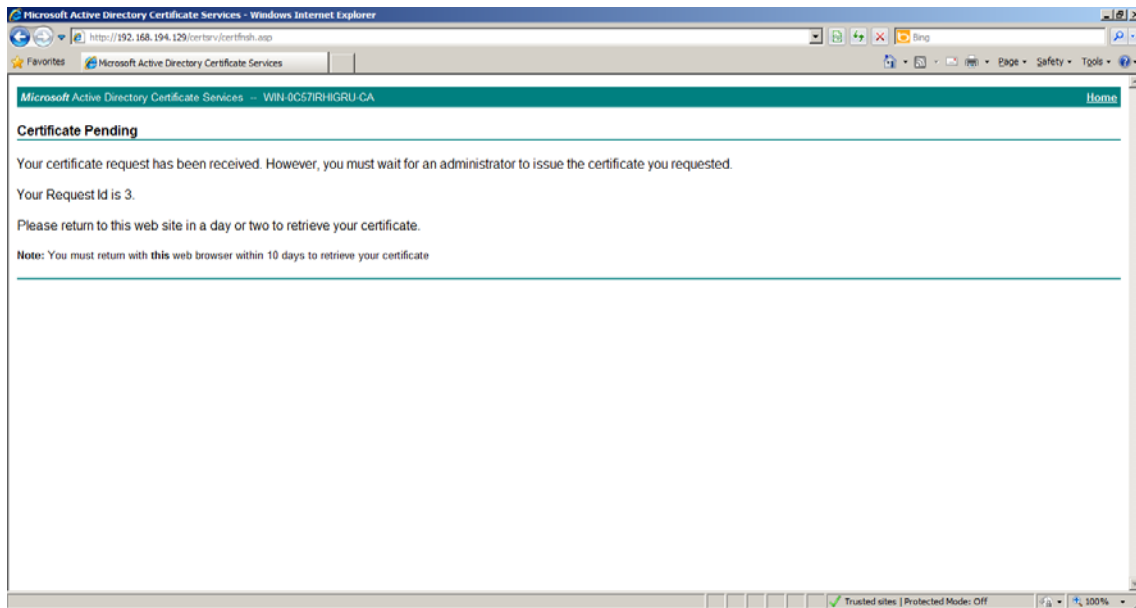 Microsoft Active Directory Certificate Services - Windows Internet Explorer
http://192.168.194.129/certsrv/certfnsh.asp
Bing
Favorites
Microsoft Active Directory Certificate Services
Page
Safety
Tools
Microsoft Active Directory Certificate Services -- WIN-0C57IRHIGRU-CA
Home
Certificate Pending
Your certificate request has been received. However, you must wait for an administrator to issue the certificate you requested.
Your Request Id is 3.
Please return to this web site in a day or two to retrieve your certificate.
Note: You must return with this web browser within 10 days to retrieve your certificate
Trusted sites | Protected Mode: Off
100%